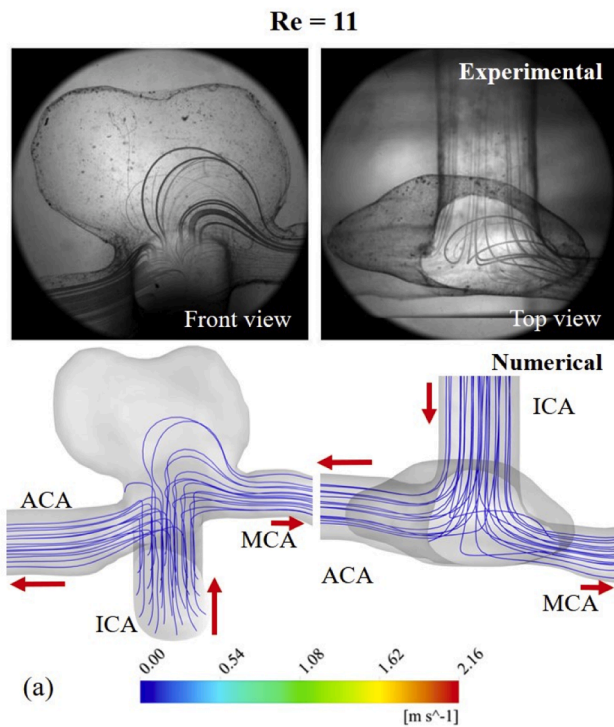 Re = 11
Experimental
Front view
Top view
Numerical
ICA
ACA
MCA
ICA
ACA
MCA
(a)
0.00
0.54
1.08
1.62
2.16
[m s^-1]